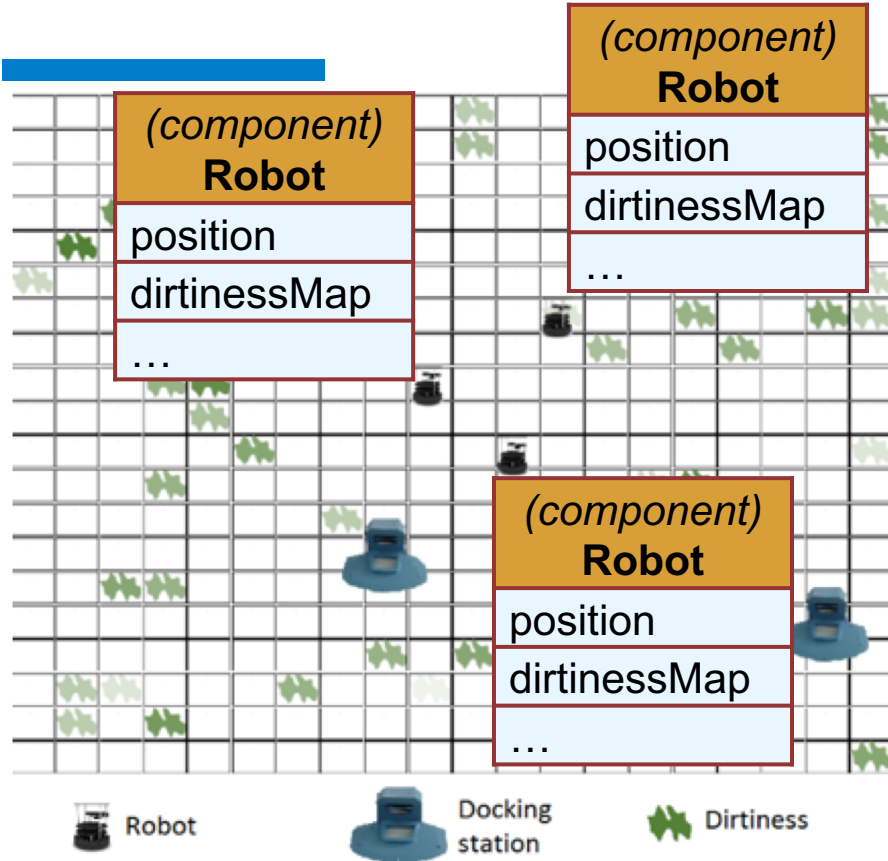 (component)
Robot
position
dirtinessMap
…
(component)
Robot
position
dirtinessMap
…
(component)
Robot
position
dirtinessMap
…
Robot
Docking
station
Dirtiness